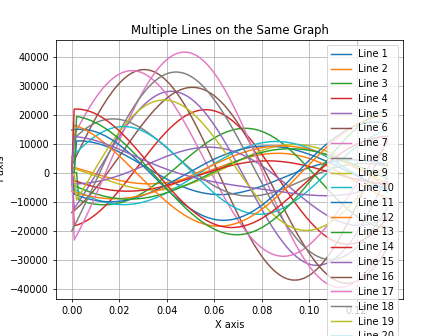 Multiple Lines on the Same Graph
40000
30000
20000
10000
0
−10000
−20000
−30000
−40000
0.00
0.02
0.04
0.06
0.08
0.10
X axis
Line 1
Line 2
Line 3
Line 4
Line 5
Line 6
Line 7
Line 8
Line 9
Line 10
Line 11
Line 12
Line 13
Line 14
Line 15
Line 16
Line 17
Line 18
Line 19
Line 20